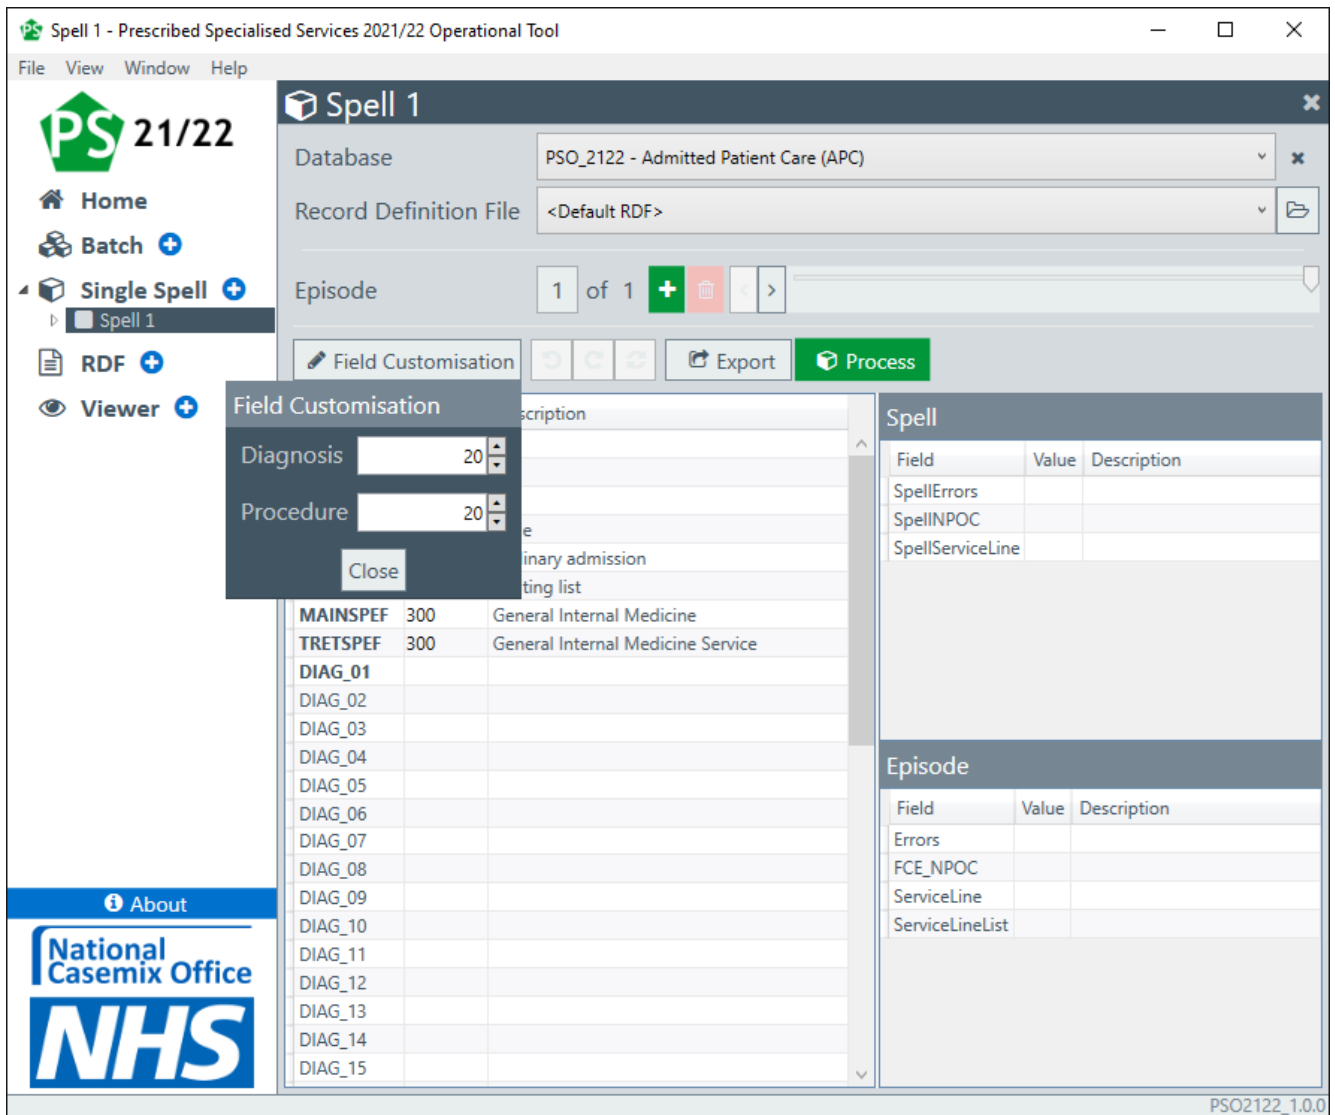 Spell 1 - Prescribed Specialised Services 2021/22 Operational Tool
File View Window Help
PS 21/22
Home
Batch
Single Spell
Spell 1
RDF
Viewer
About
National
Casemix Office
NHS
Spell 1
Database
PSO_2122 - Admitted Patient Care (APC)
Record Definition File
<Default RDF>
Episode
1 of 1
Field Customisation
Export
Process
Field Customisation
Diagnosis 20
Procedure 20
Close
scription
e
inary admission
ting list
MAINSPEF 300 General Internal Medicine
TRETSPEF 300 General Internal Medicine Service
DIAG_01
DIAG_02
DIAG_03
DIAG_04
DIAG_05
DIAG_06
DIAG_07
DIAG_08
DIAG_09
DIAG_10
DIAG_11
DIAG_12
DIAG_13
DIAG_14
DIAG_15
Spell
Field Value Description
SpellErrors
SpellNPOC
SpellServiceLine
Episode
Field Value Description
Errors
FCE_NPOC
ServiceLine
ServiceLineList
PSO2122_1.0.0